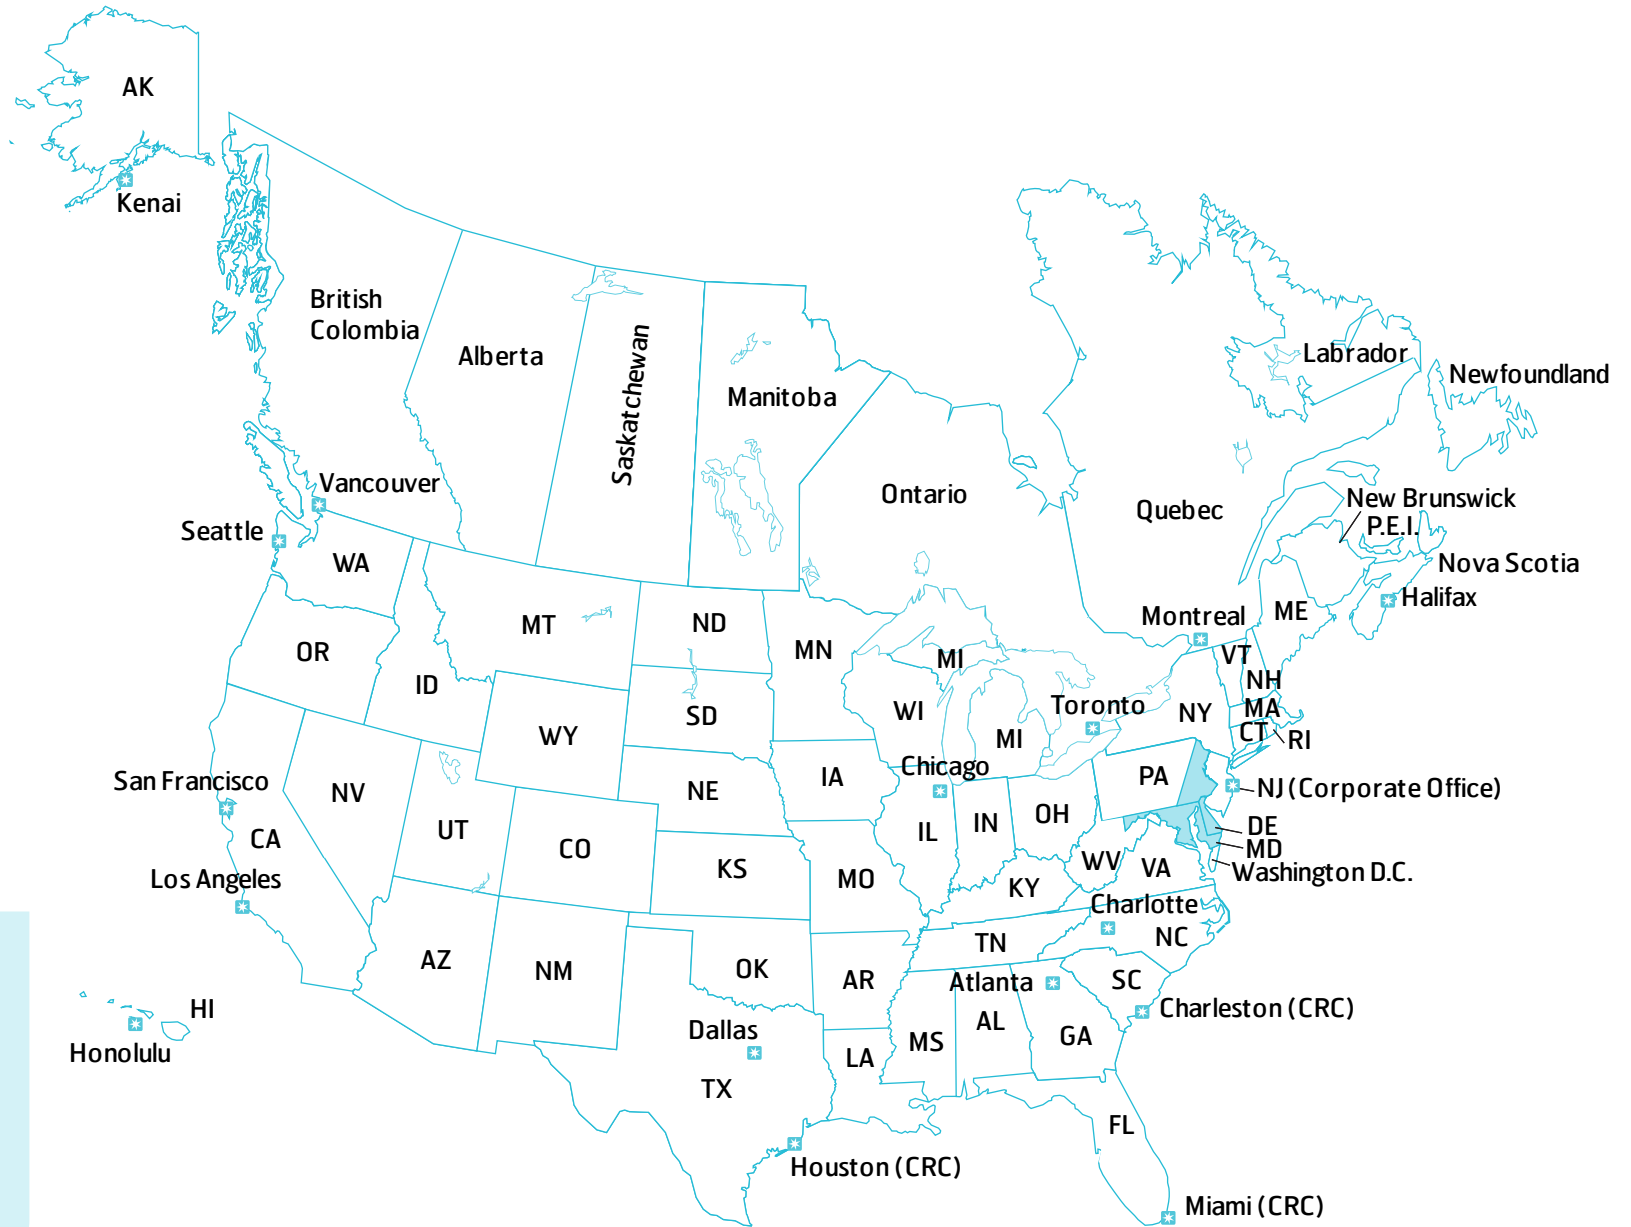 AK
Kenai
British
Colombia
Alberta
Saskatchewan
Manitoba
Ontario
Quebec
Labrador
Newfoundland
New Brunswick
P.E.I.
Nova Scotia
Halifax
Vancouver
Seattle
WA
Montreal
ME
MT
ND
MN
OR
ID
MI
VT
NH
WY
SD
WI
MI
Toronto
NY
MA
CT
RI
San Francisco
CA
NV
UT
CO
NE
IA
Chicago
IL
IN
OH
PA
NJ (Corporate Office)
DE
MD
Washington D.C.
Los Angeles
KS
MO
KY
WV
VA
Charlotte
NC
AZ
NM
OK
AR
TN
Atlanta
SC
Charleston (CRC)
HI
Honolulu
Dallas
TX
LA
MS
AL
GA
FL
Houston (CRC)
Miami (CRC)